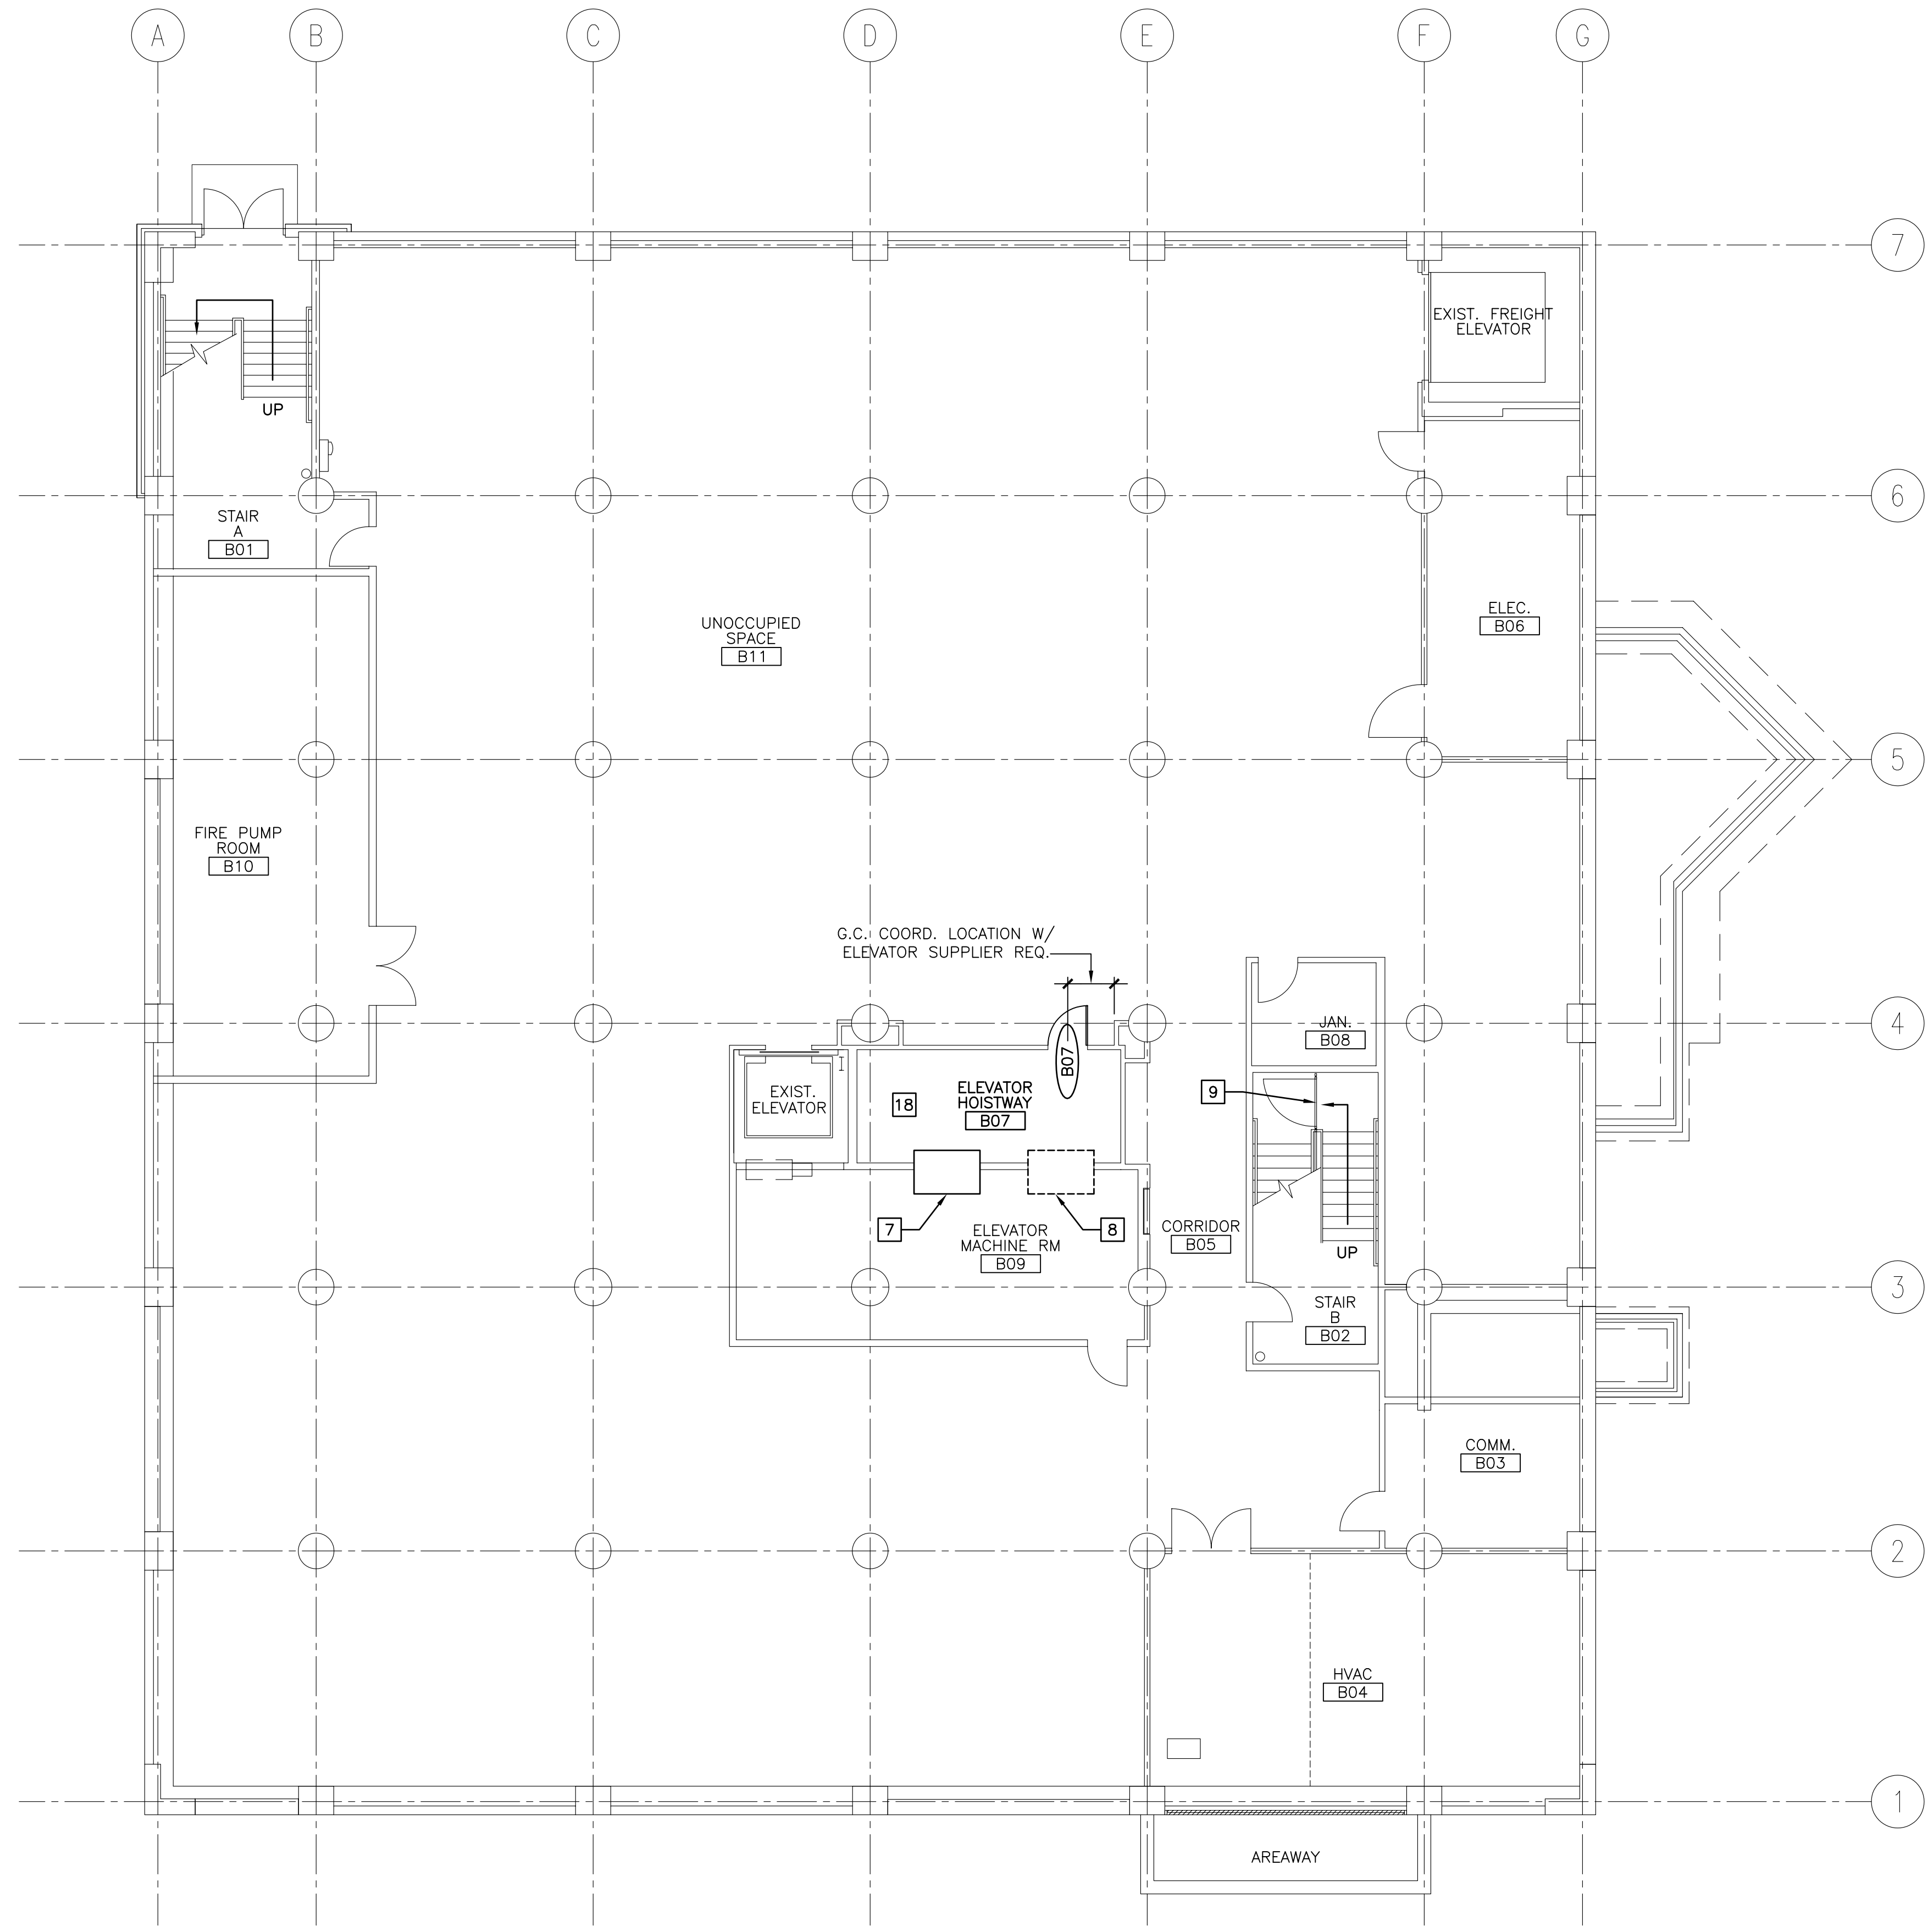 A
B
C
D
E
F
G
7
EXIST. FREIGHT
ELEVATOR
UP
6
STAIR
A
B01
ELEC.
B06
UNOCCUPIED
SPACE
B11
5
FIRE PUMP
ROOM
B10
G.C. COORD. LOCATION W/
ELEVATOR SUPPLIER REQ.
4
JAN.
B08
B07
EXIST.
ELEVATOR
18
ELEVATOR
HOISTWAY
B07
9
7
8
ELEVATOR
MACHINE RM
B09
CORRIDOR
B05
UP
3
STAIR
B
B02
COMM.
B03
2
HVAC
B04
1
AREAWAY